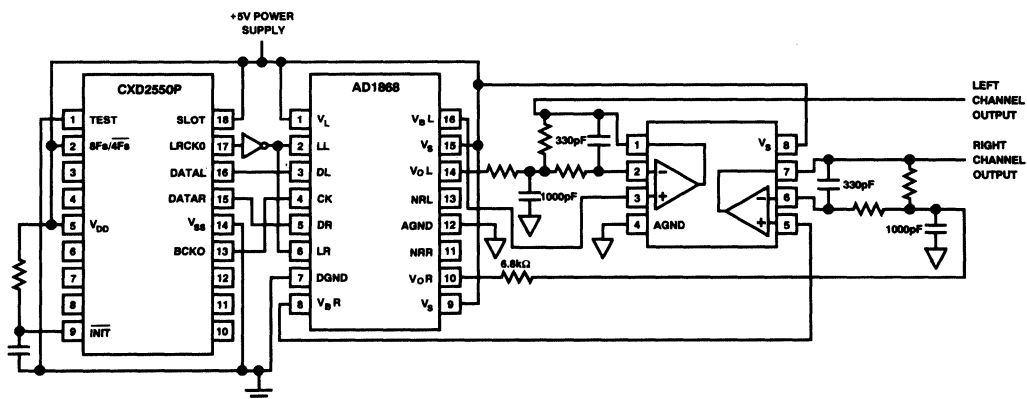 +5V POWER
SUPPLY
CXD2550P
1 TEST SLOT 18
2 8Fs/4Fs LRCK0 17
3 DATAL 16
4 DATAR 15
5 VDD VSS 14
6 BCKO 13
7 12
8 11
9 INIT 10
AD1868
1 VL VBL 16
2 LL VS 15
3 DL VOL 14
4 CK NRL 13
5 DR AGND 12
6 LR NRR 11
7 DGND VOR 10
8 VBR VS 9
6.8kΩ
330pF
1000pF
1 VS 8
2 − 7
3 + − 6
4 AGND + 5
330pF
1000pF
LEFT
CHANNEL
OUTPUT
RIGHT
CHANNEL
OUTPUT